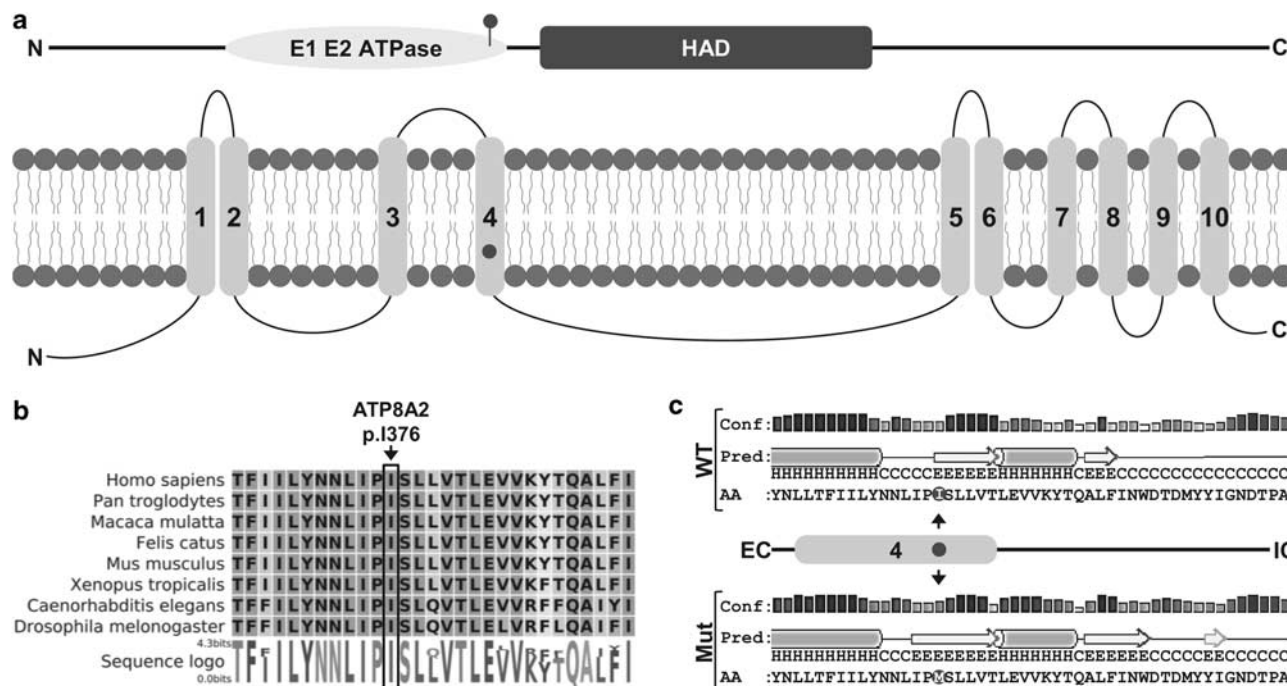 a
N
E1 E2 ATPase
HAD
C
1
2
3
4
5
6
7
8
9
10
N
C
b
ATP8A2
p.I376
Homo sapiens TFIILYNNLIPISLLVTLEVVKYTQALFI
Pan troglodytes TFIILYNNLIPISLLVTLEVVKYTQALFI
Macaca mulatta TFIILYNNLIPISLLVTLEVVKYTQALFI
Felis catus TFIILYNNLIPISLLVTLEVVKYTQALFI
Mus musculus TFIILYNNLIPISLLVTLEVVKYTQALFI
Xenopus tropicalis TFIILYNNLIPISLLVTLEVVKFTQALFI
Caenorhabditis elegans TFFILYNNLIPISLQVTLEVVRFFQAIYI
Drosophila melonogaster TFFILYNNLIPISLQVTLELVRFLQAIFI
4.3bits
Sequence logo
0.0bits
c
WT
Conf:
Pred:
HHHHHHHHHHCCCCCEEEEEEHHHHHHHCEEECCCCCCCCCCCCCCCC
AA :YNLLTFIILYNNLIPISLLVTLEVVKYTQALFINWDTDMYYIGNDTPA
EC 4 IC
Mut
Conf:
Pred:
HHHHHHHHHHCCCEEEEEEEEHHHHHHHCEEEEEECCCCCEECCCCCC
AA :YNLLTFIILYNNLIPMSLLVTLEVVKYTQALFINWDTDMYYIGNDTPA